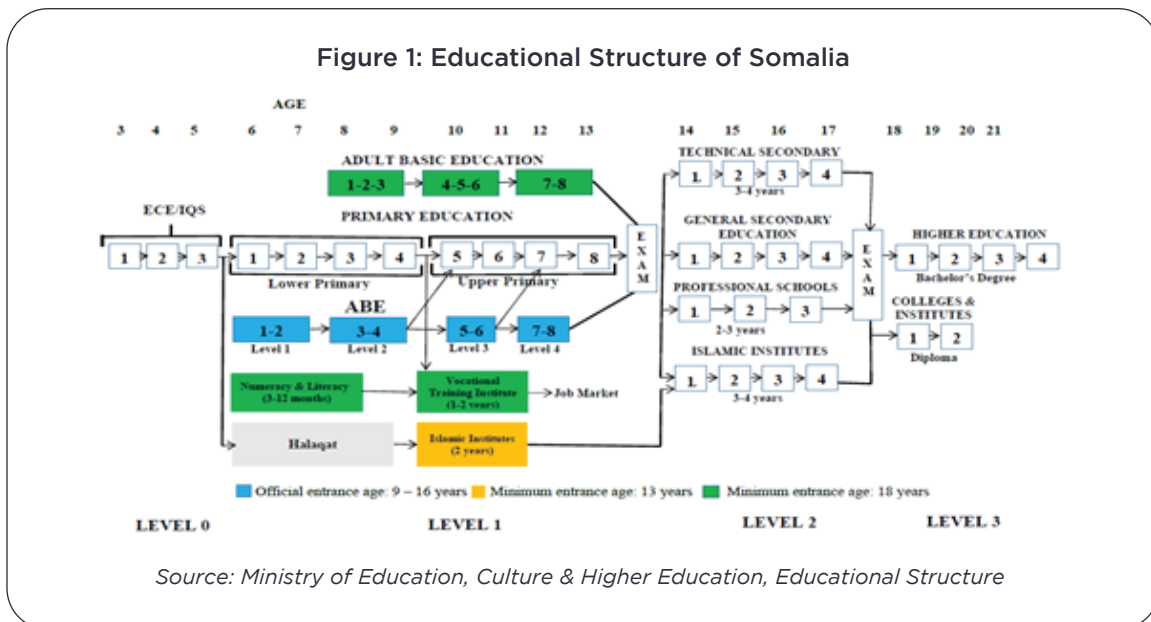 Figure 1: Educational Structure of Somalia
AGE
3 4 5 6 7 8 9 10 11 12 13 14 15 16 17 18 19 20 21
ADULT BASIC EDUCATION
1-2-3 4-5-6 7-8
ECE/IQS
1 2 3
PRIMARY EDUCATION
1 2 3 4 5 6 7 8
Lower Primary Upper Primary
EXAM
ABE
1-2 3-4 5-6 7-8
Level 1 Level 2 Level 3 Level 4
Numeracy & Literacy
(3-12 months)
Vocational
Training Institute
(1-2 years)
Job Market
Halaqat
Islamic Institutes
(2 years)
TECHNICAL SECONDARY
1 2 3 4
3-4 years
GENERAL SECONDARY
EDUCATION
1 2 3 4
PROFESSIONAL SCHOOLS
1 2 3
2-3 years
ISLAMIC INSTITUTES
1 2 3 4
3-4 years
EXAM
HIGHER EDUCATION
1 2 3 4
Bachelor's Degree
COLLEGES &
INSTITUTES
1 2
Diploma
Official entrance age: 9 – 16 years Minimum entrance age: 13 years Minimum entrance age: 18 years
LEVEL 0 LEVEL 1 LEVEL 2 LEVEL 3
Source: Ministry of Education, Culture & Higher Education, Educational Structure